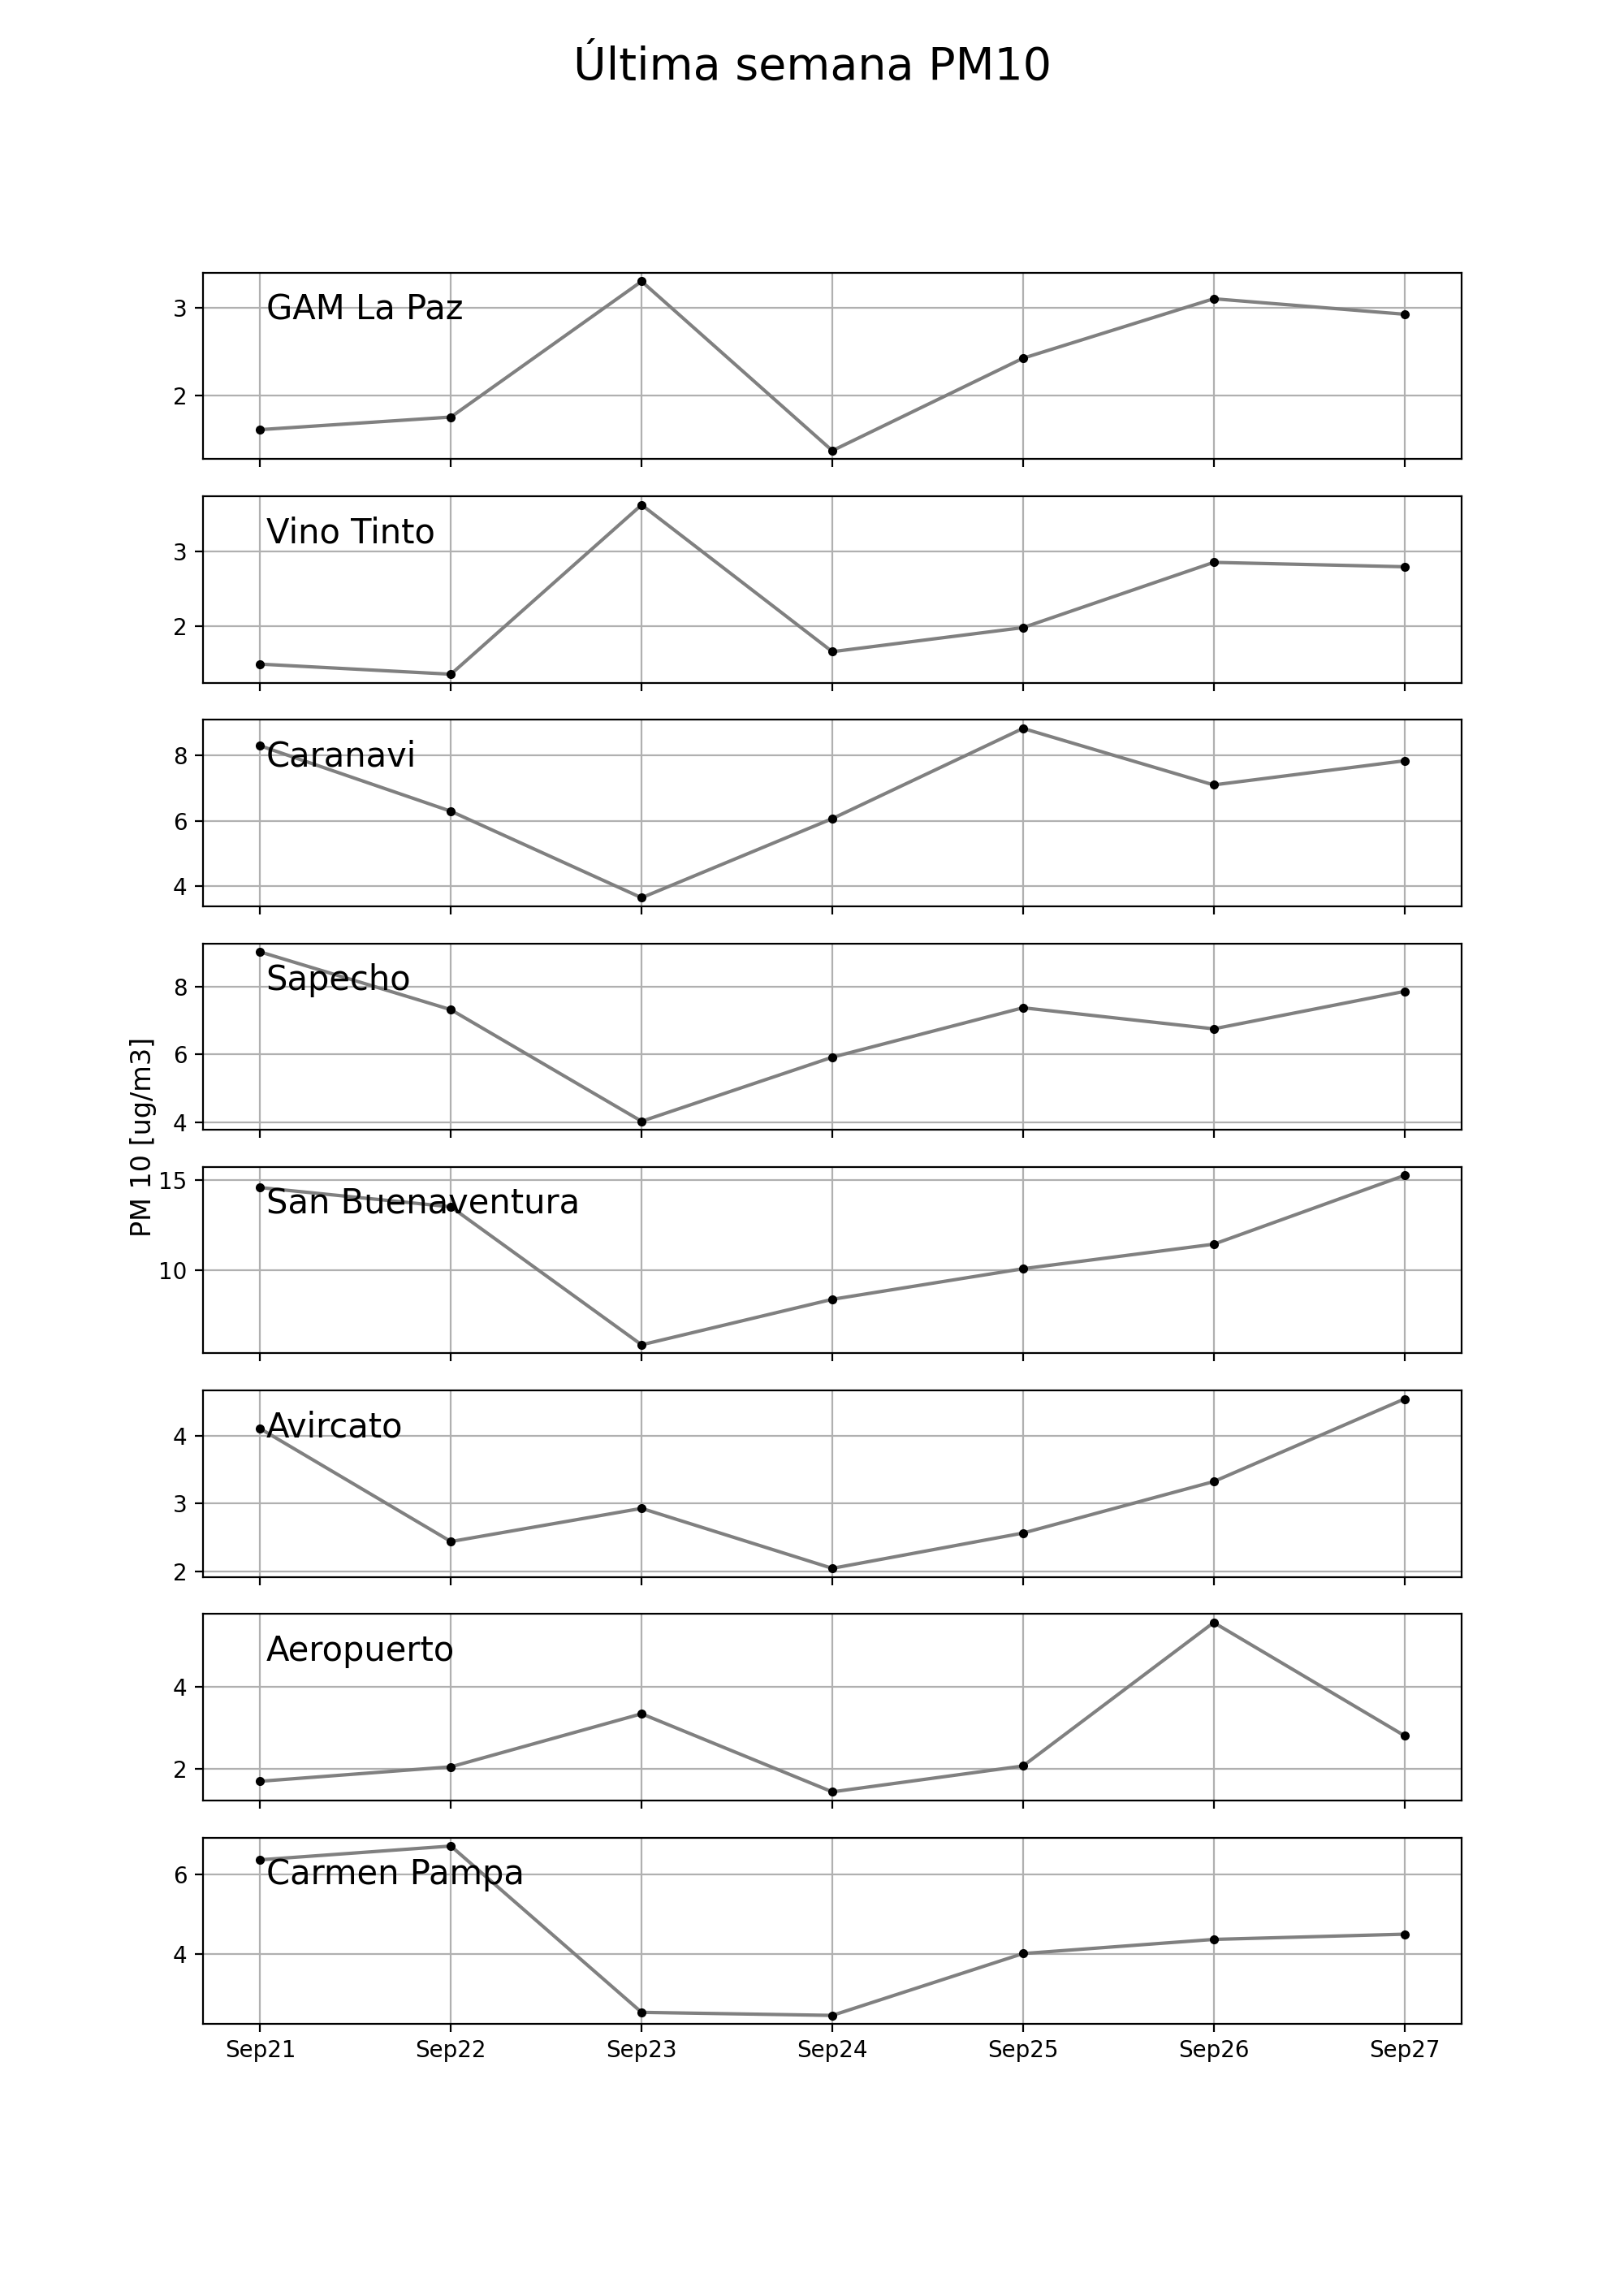 Última semana PM10
GAM La Paz
3
2
Vino Tinto
3
2
Caranavi
8
6
4
Sapecho
8
6
4
PM 10 [ug/m3]
San Buenaventura
15
10
Avircato
4
3
2
Aeropuerto
4
2
Carmen Pampa
6
4
Sep21 Sep22 Sep23 Sep24 Sep25 Sep26 Sep27